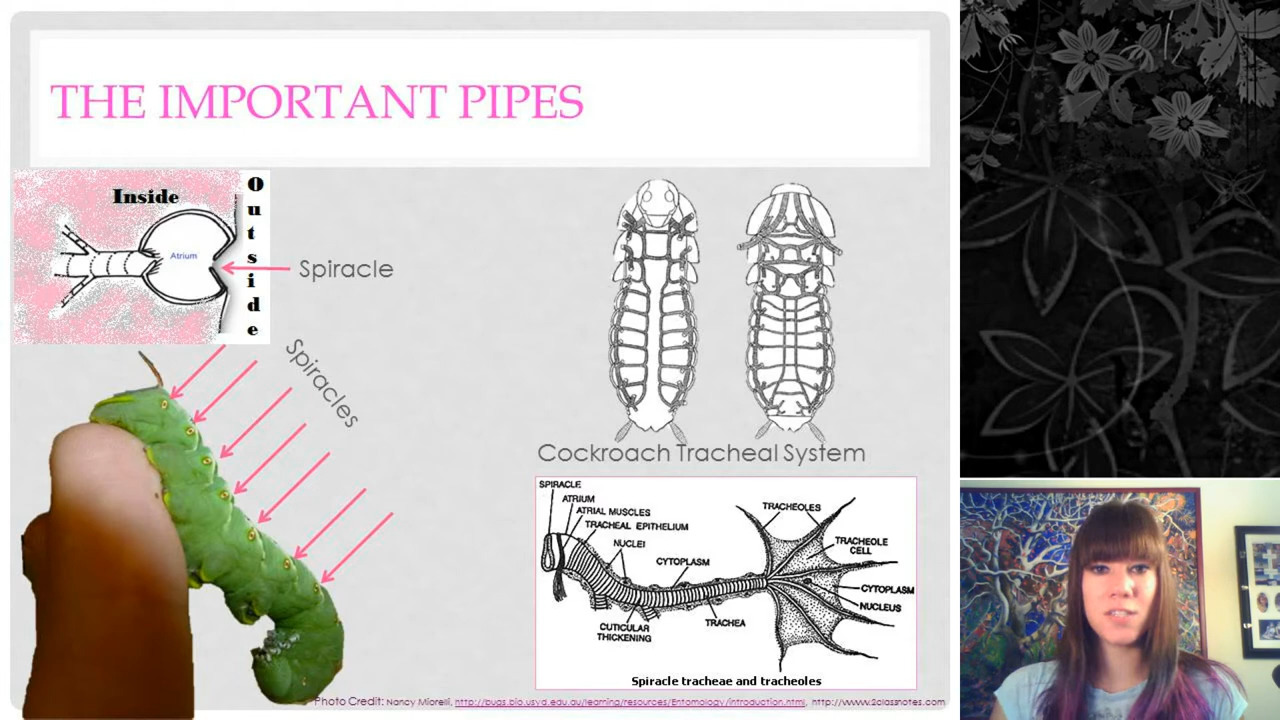 THE IMPORTANT PIPES
Inside
Outside
Atrium
Spiracle
Spiracles
Cockroach Tracheal System
SPIRACLE
ATRIUM
ATRIAL MUSCLES
TRACHEAL EPITHELIUM
NUCLEI
CYTOPLASM
CUTICULAR
THICKENING
TRACHEA
TRACHEOLES
TRACHEOLE
CELL
CYTOPLASM
NUCLEUS
Spiracle tracheae and tracheoles
Photo Credit: Nancy Miorelli, http://bugs.bio.usyd.edu.au/learning/resources/Entomology/introduction.html, http://www.2classnotes.com